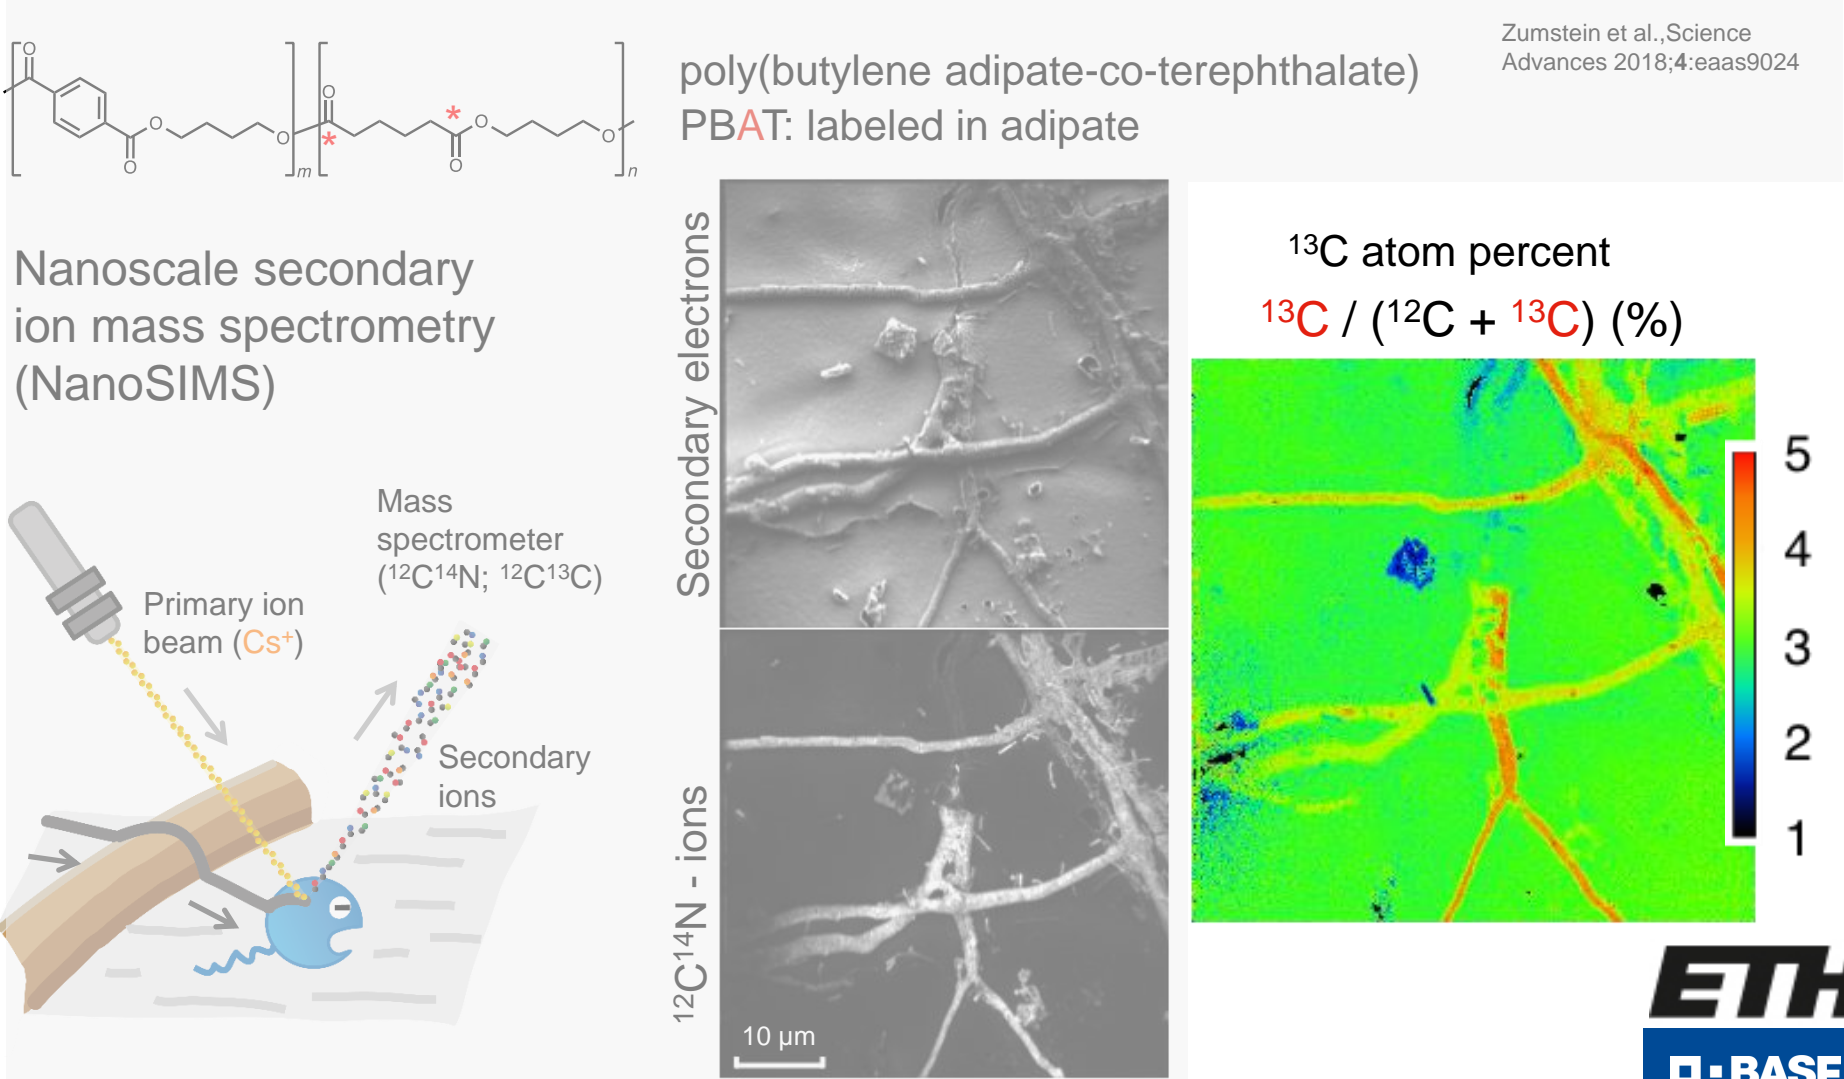 Zumstein et al.,Science
Advances 2018;4:eaas9024
poly(butylene adipate-co-terephthalate)
PBAT: labeled in adipate
O
O
O
O
m
O
*
*
O
O
O
n
Nanoscale secondary
ion mass spectrometry
(NanoSIMS)
Mass
spectrometer
(¹²C¹⁴N; ¹²C¹³C)
Primary ion
beam (Cs⁺)
Secondary
ions
Secondary electrons
¹²C¹⁴N - ions
10 µm
¹³C atom percent
¹³C / (¹²C + ¹³C) (%)
5
4
3
2
1
ETH
BASF